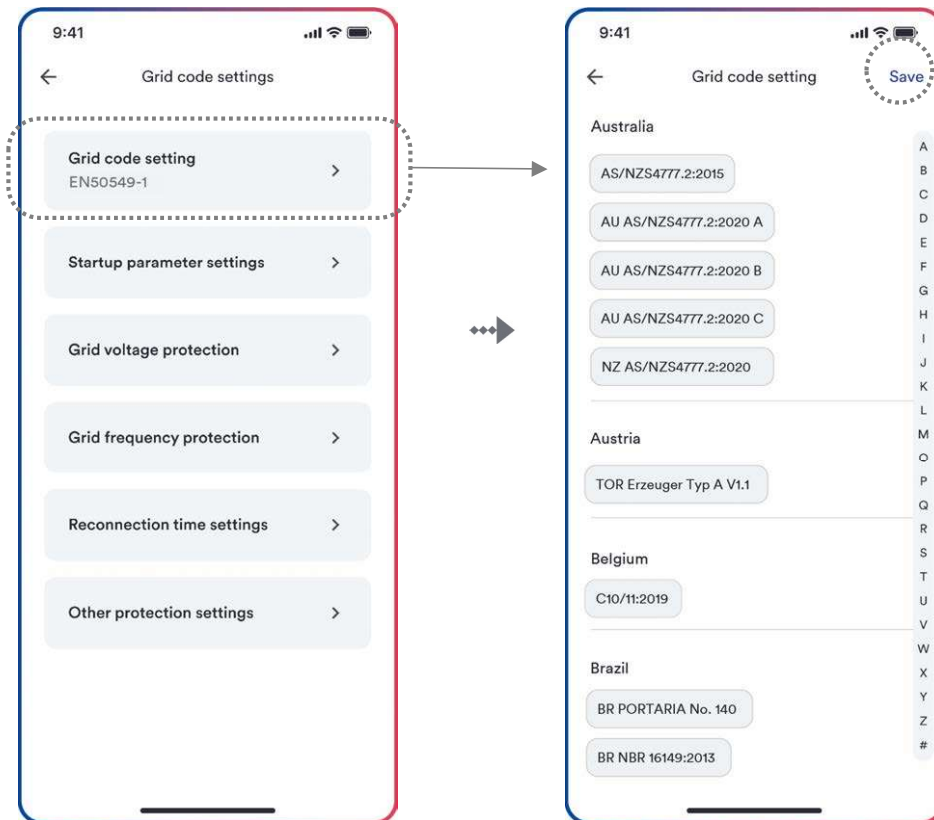 9:41
Grid code settings
Grid code setting
EN50549-1
Startup parameter settings
Grid voltage protection
Grid frequency protection
Reconnection time settings
Other protection settings
9:41
Grid code setting
Save
Australia
AS/NZS4777.2:2015
AU AS/NZS4777.2:2020 A
AU AS/NZS4777.2:2020 B
AU AS/NZS4777.2:2020 C
NZ AS/NZS4777.2:2020
Austria
TOR Erzeuger Typ A V1.1
Belgium
C10/11:2019
Brazil
BR PORTARIA No. 140
BR NBR 16149:2013
A
B
C
D
E
F
G
H
I
J
K
L
M
O
P
Q
R
S
T
U
V
W
X
Y
Z
#